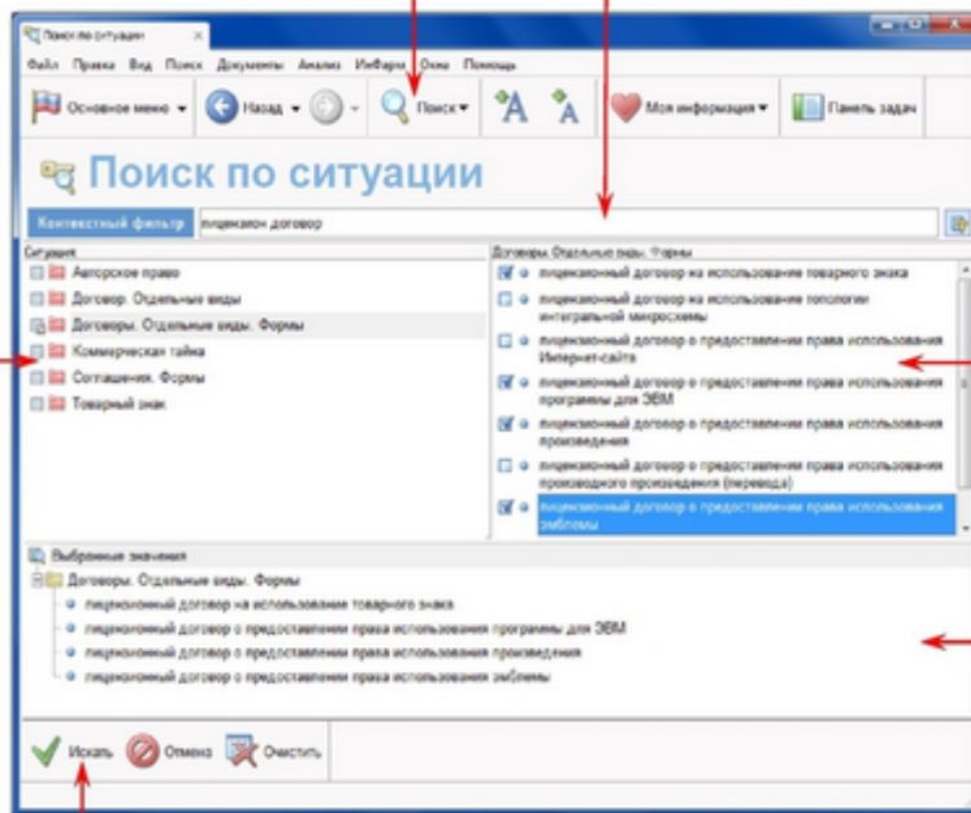 Поиск по ситуации
Файл Правка Вид Поиск Документы Анализ ИнФарм Окна Помощь
Основное меню Назад Поиск Моя информация Панель задач
Поиск по ситуации
Контекстный фильтр лицензион договор
Ситуация
Авторское право
Договор. Отдельные виды
Договоры. Отдельные виды. Формы
Коммерческая тайна
Соглашения. Формы
Товарный знак
Договоры. Отдельные виды. Формы
лицензионный договор на использование товарного знака
лицензионный договор на использование топологии
интегральной микросхемы
лицензионный договор о предоставлении права использования
Интернет-сайта
лицензионный договор о предоставлении права использования
программы для ЭВМ
лицензионный договор о предоставлении права использования
произведения
лицензионный договор о предоставлении права использования
производного произведения (перевода)
лицензионный договор о предоставлении права использования
эмблемы
Выбранные значения
Договоры. Отдельные виды. Формы
лицензионный договор на использование товарного знака
лицензионный договор о предоставлении права использования программы для ЭВМ
лицензионный договор о предоставлении права использования произведения
лицензионный договор о предоставлении права использования эмблемы
Искать Отмена Очистить